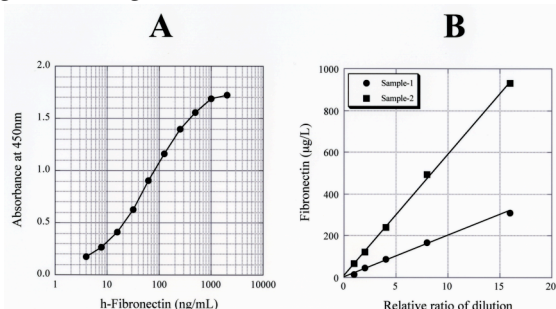 A
2.0
1.5
1.0
0.5
0.0
1
10
100
1000
10000
Absorbance at 450nm
h-Fibronectin (ng/mL)
B
Sample-1
Sample-2
1000
800
600
400
200
0
0
5
10
15
20
Fibronectin (μg/L)
Relative ratio of dilution